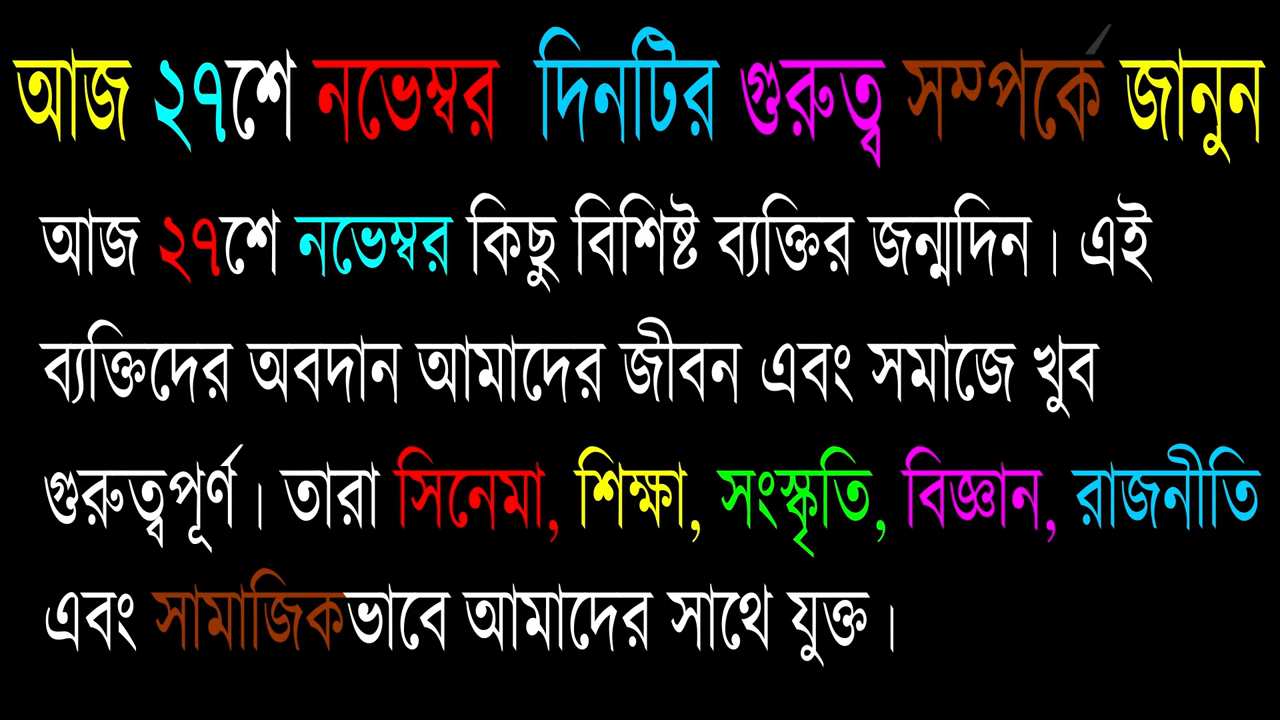 আজ ২৭শে নভেম্বর দিনটির গুরুত্ব সম্পর্কে জানুন
আজ ২৭শে নভেম্বর কিছু বিশিষ্ট ব্যক্তির জন্মদিন। এই
ব্যক্তিদের অবদান আমাদের জীবন এবং সমাজে খুব
গুরুত্বপূর্ণ। তারা সিনেমা, শিক্ষা, সংস্কৃতি, বিজ্ঞান, রাজনীতি
এবং সামাজিকভাবে আমাদের সাথে যুক্ত।